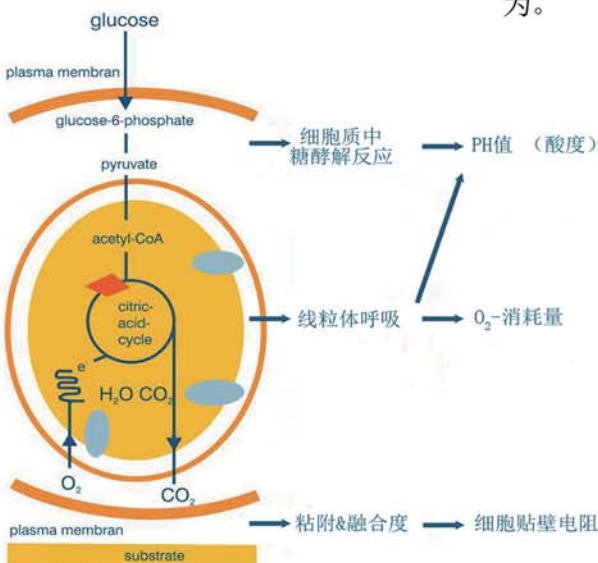 为。
glucose
plasma membran
glucose-6-phosphate
细胞质中
糖酵解反应
PH值 （酸度）
pyruvate
acetyl-CoA
citric-
acid-
cycle
线粒体呼吸
O₂-消耗量
e⁻
H₂O CO₂
O₂
CO₂
粘附&融合度
细胞贴壁电阻
plasma membran
substrate